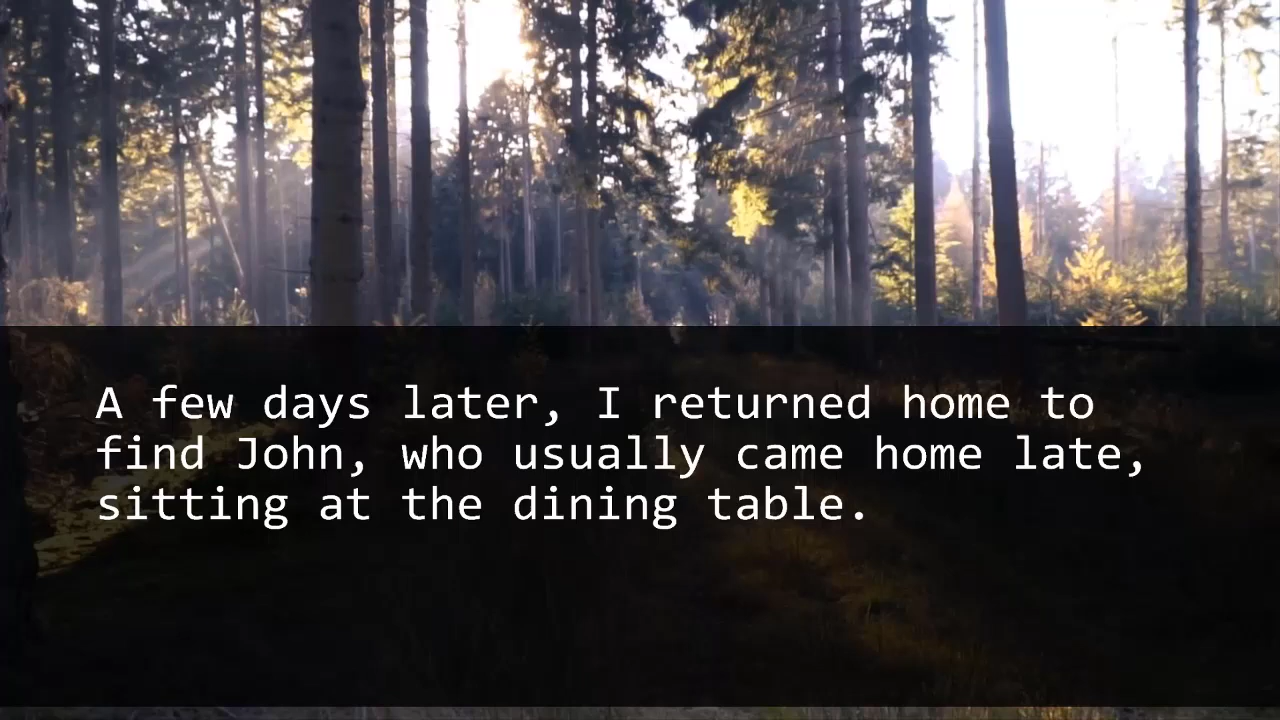 A few days later, I returned home to
find John, who usually came home late,
sitting at the dining table.